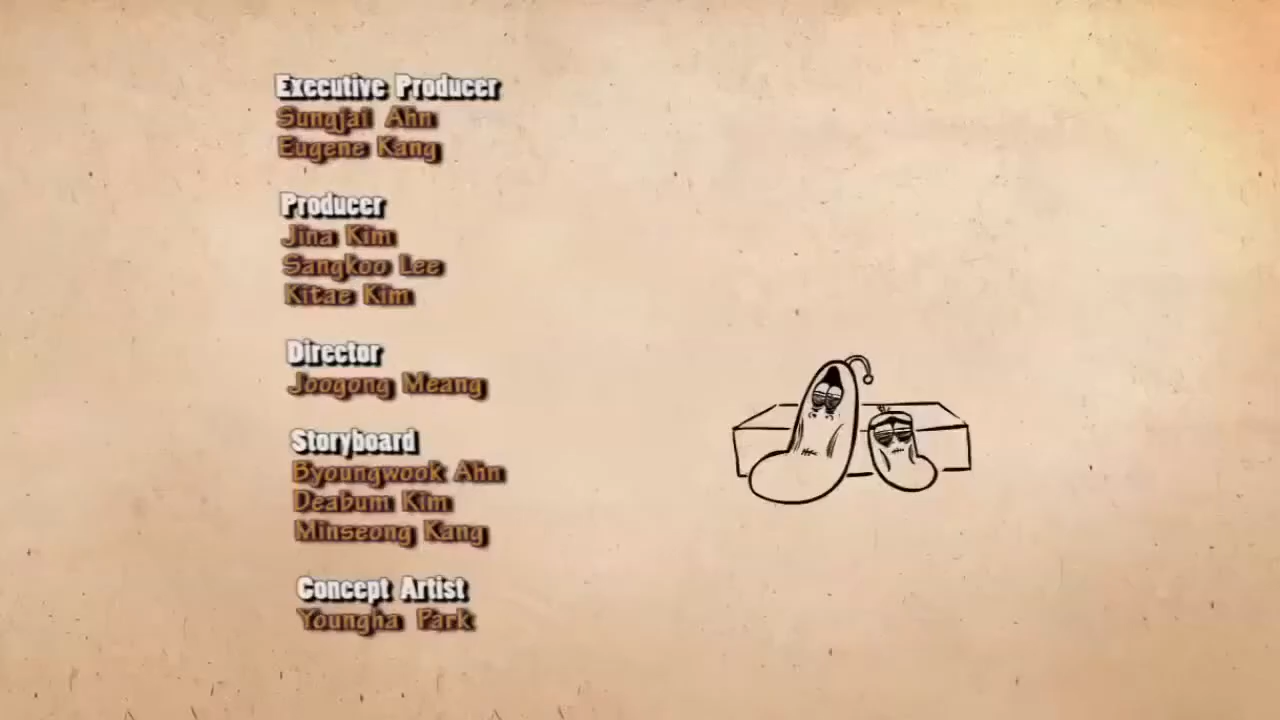 Executive Producer
Sungjai Ahn
Eugene Kang
Producer
Jina Kim
Sangkoo Lee
Kitae Kim
Director
Joogong Meang
Storyboard
Byoungwook Ahn
Deabum Kim
Minseong Kang
Concept Artist
Youngha Park